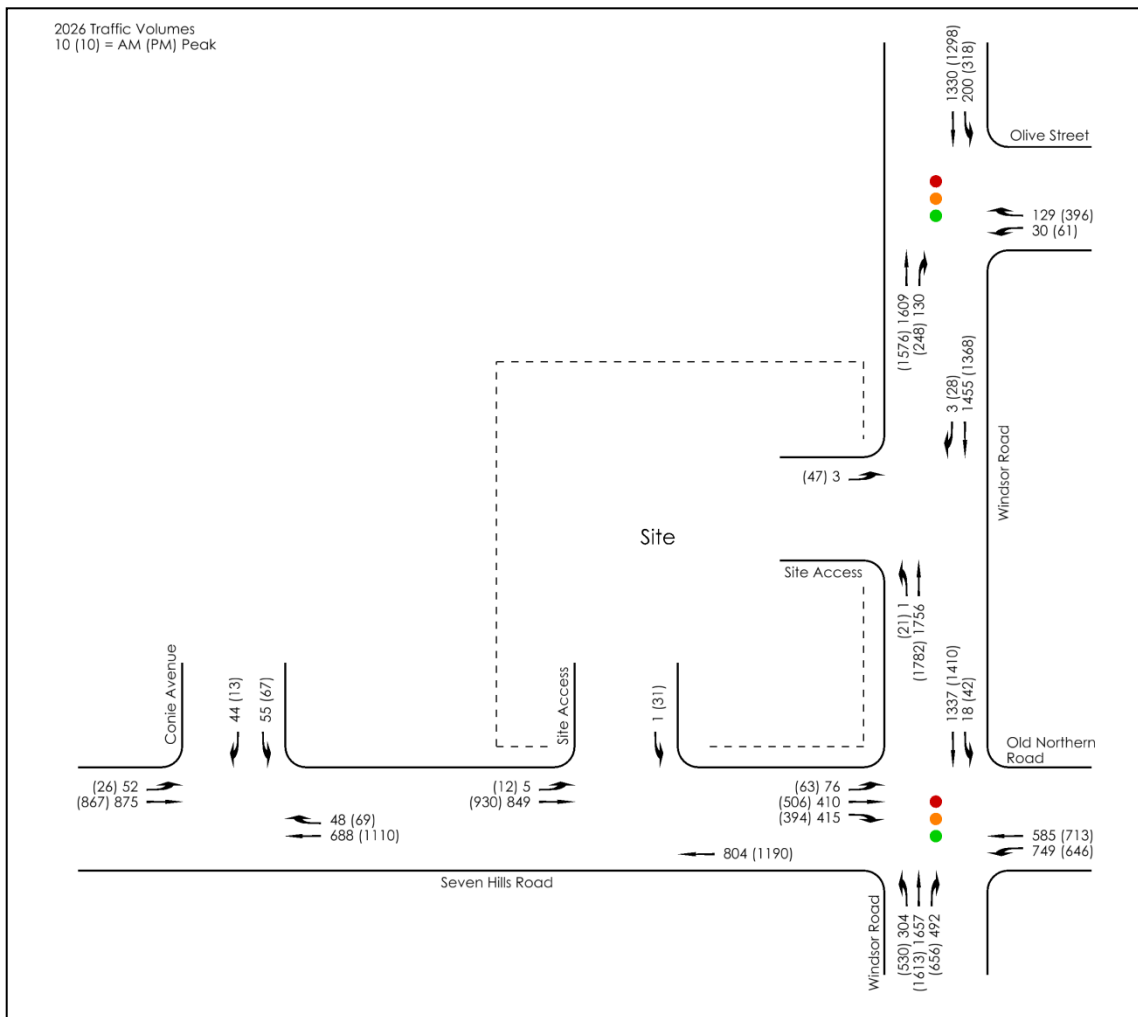 2026 Traffic Volumes
10 (10) = AM (PM) Peak
1330 (1298)
200 (318)
Olive Street
129 (396)
30 (61)
(1576) 1609
(248) 130
3 (28)
1455 (1368)
Windsor Road
(47) 3
Site
Site Access
(21) 1
(1782) 1756
Conie Avenue
44 (13)
55 (67)
Site Access
1 (31)
1337 (1410)
18 (42)
Old Northern
Road
(26) 52
(867) 875
(12) 5
(930) 849
(63) 76
(506) 410
(394) 415
48 (69)
688 (1110)
585 (713)
749 (646)
804 (1190)
Seven Hills Road
Windsor Road
(530) 304
(1613) 1657
(656) 492